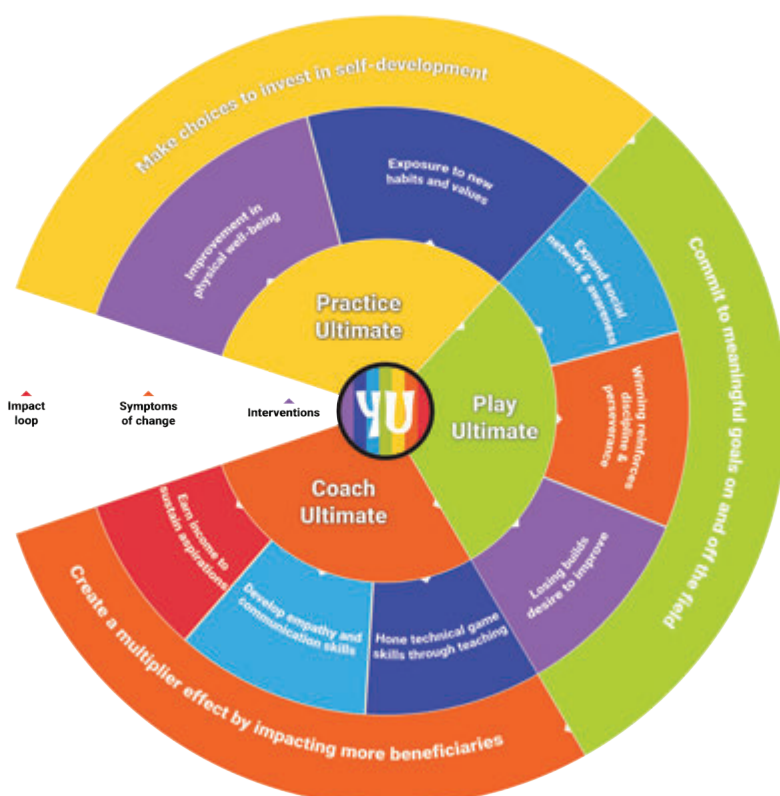 Make choices to invest in self-development
Improvement in
physical well-being
Exposure to new
habits and values
Practice
Ultimate
Expand social
network & awareness
Commit to meaningful goals on and off the field
Winning reinforces
discipline &
perseverance
Play
Ultimate
Losing builds
desire to improve
YU
Impact
loop
Symptoms
of change
Interventions
Coach
Ultimate
Earn income to
sustain aspirations
Develop empathy and
communication skills
Hone technical game
skills through teaching
Create a multiplier effect by impacting more beneficiaries